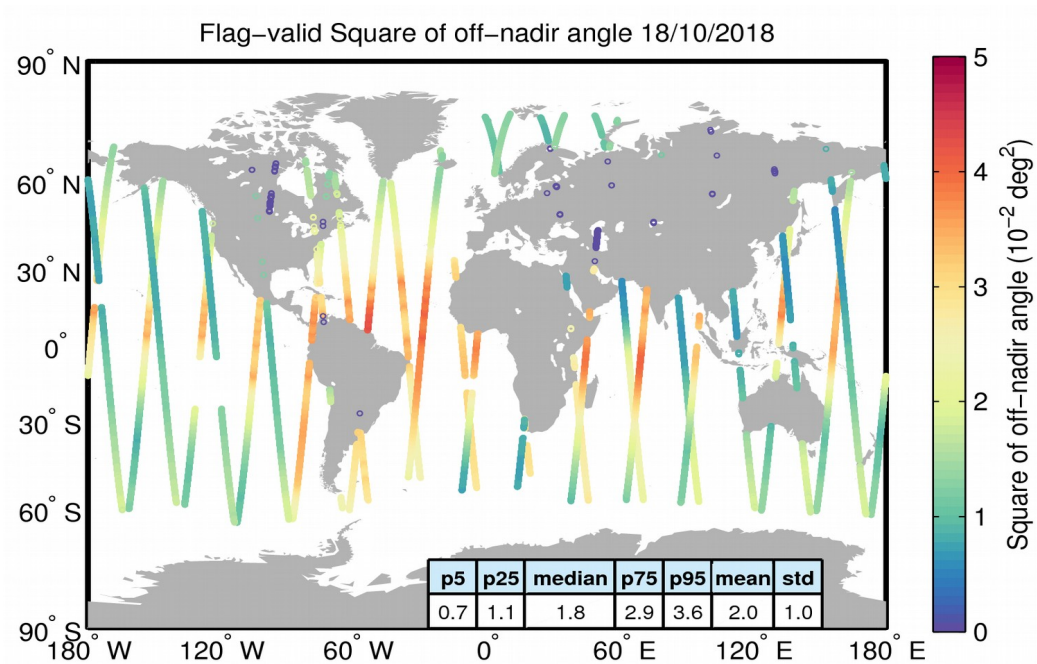 Flag−valid Square of off−nadir angle 18/10/2018
90° N
60° N
30° N
0°
30° S
60° S
90° S
180° W
120° W
60° W
0°
60° E
120° E
180° E
p5 p25 median p75 p95 mean std
0.7 1.1 1.8 2.9 3.6 2.0 1.0
5
4
3
2
1
0
Square of off−nadir angle (10⁻² deg²)